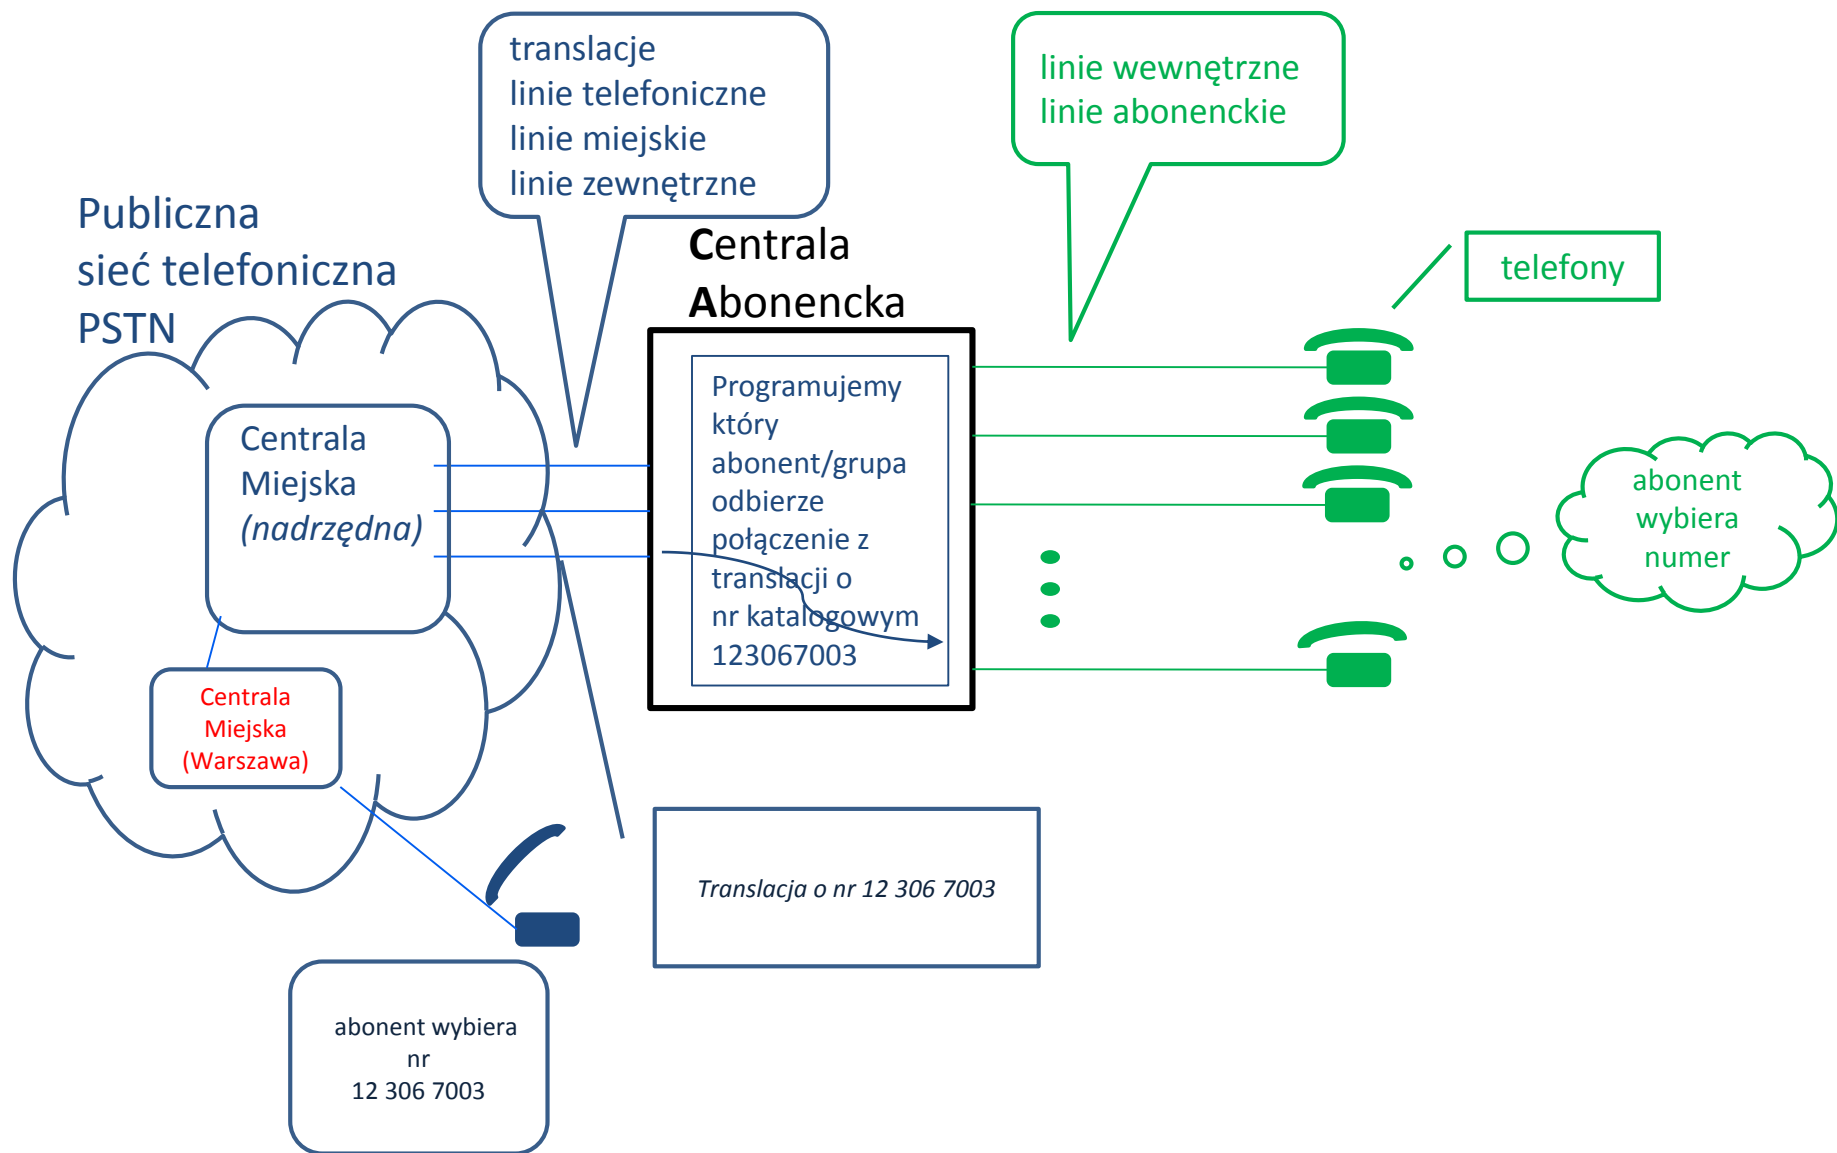 translacje
linie telefoniczne
linie miejskie
linie zewnętrzne
linie wewnętrzne
linie abonenckie
Publiczna
sieć telefoniczna
PSTN
Centrala
Abonencka
telefony
Centrala
Miejska
(nadrzędna)
Programujemy
który
abonent/grupa
odbierze
połączenie z
translacji o
nr katalogowym
123067003
abonent
wybiera
numer
Centrala
Miejska
(Warszawa)
Translacja o nr 12 306 7003
abonent wybiera
nr
12 306 7003